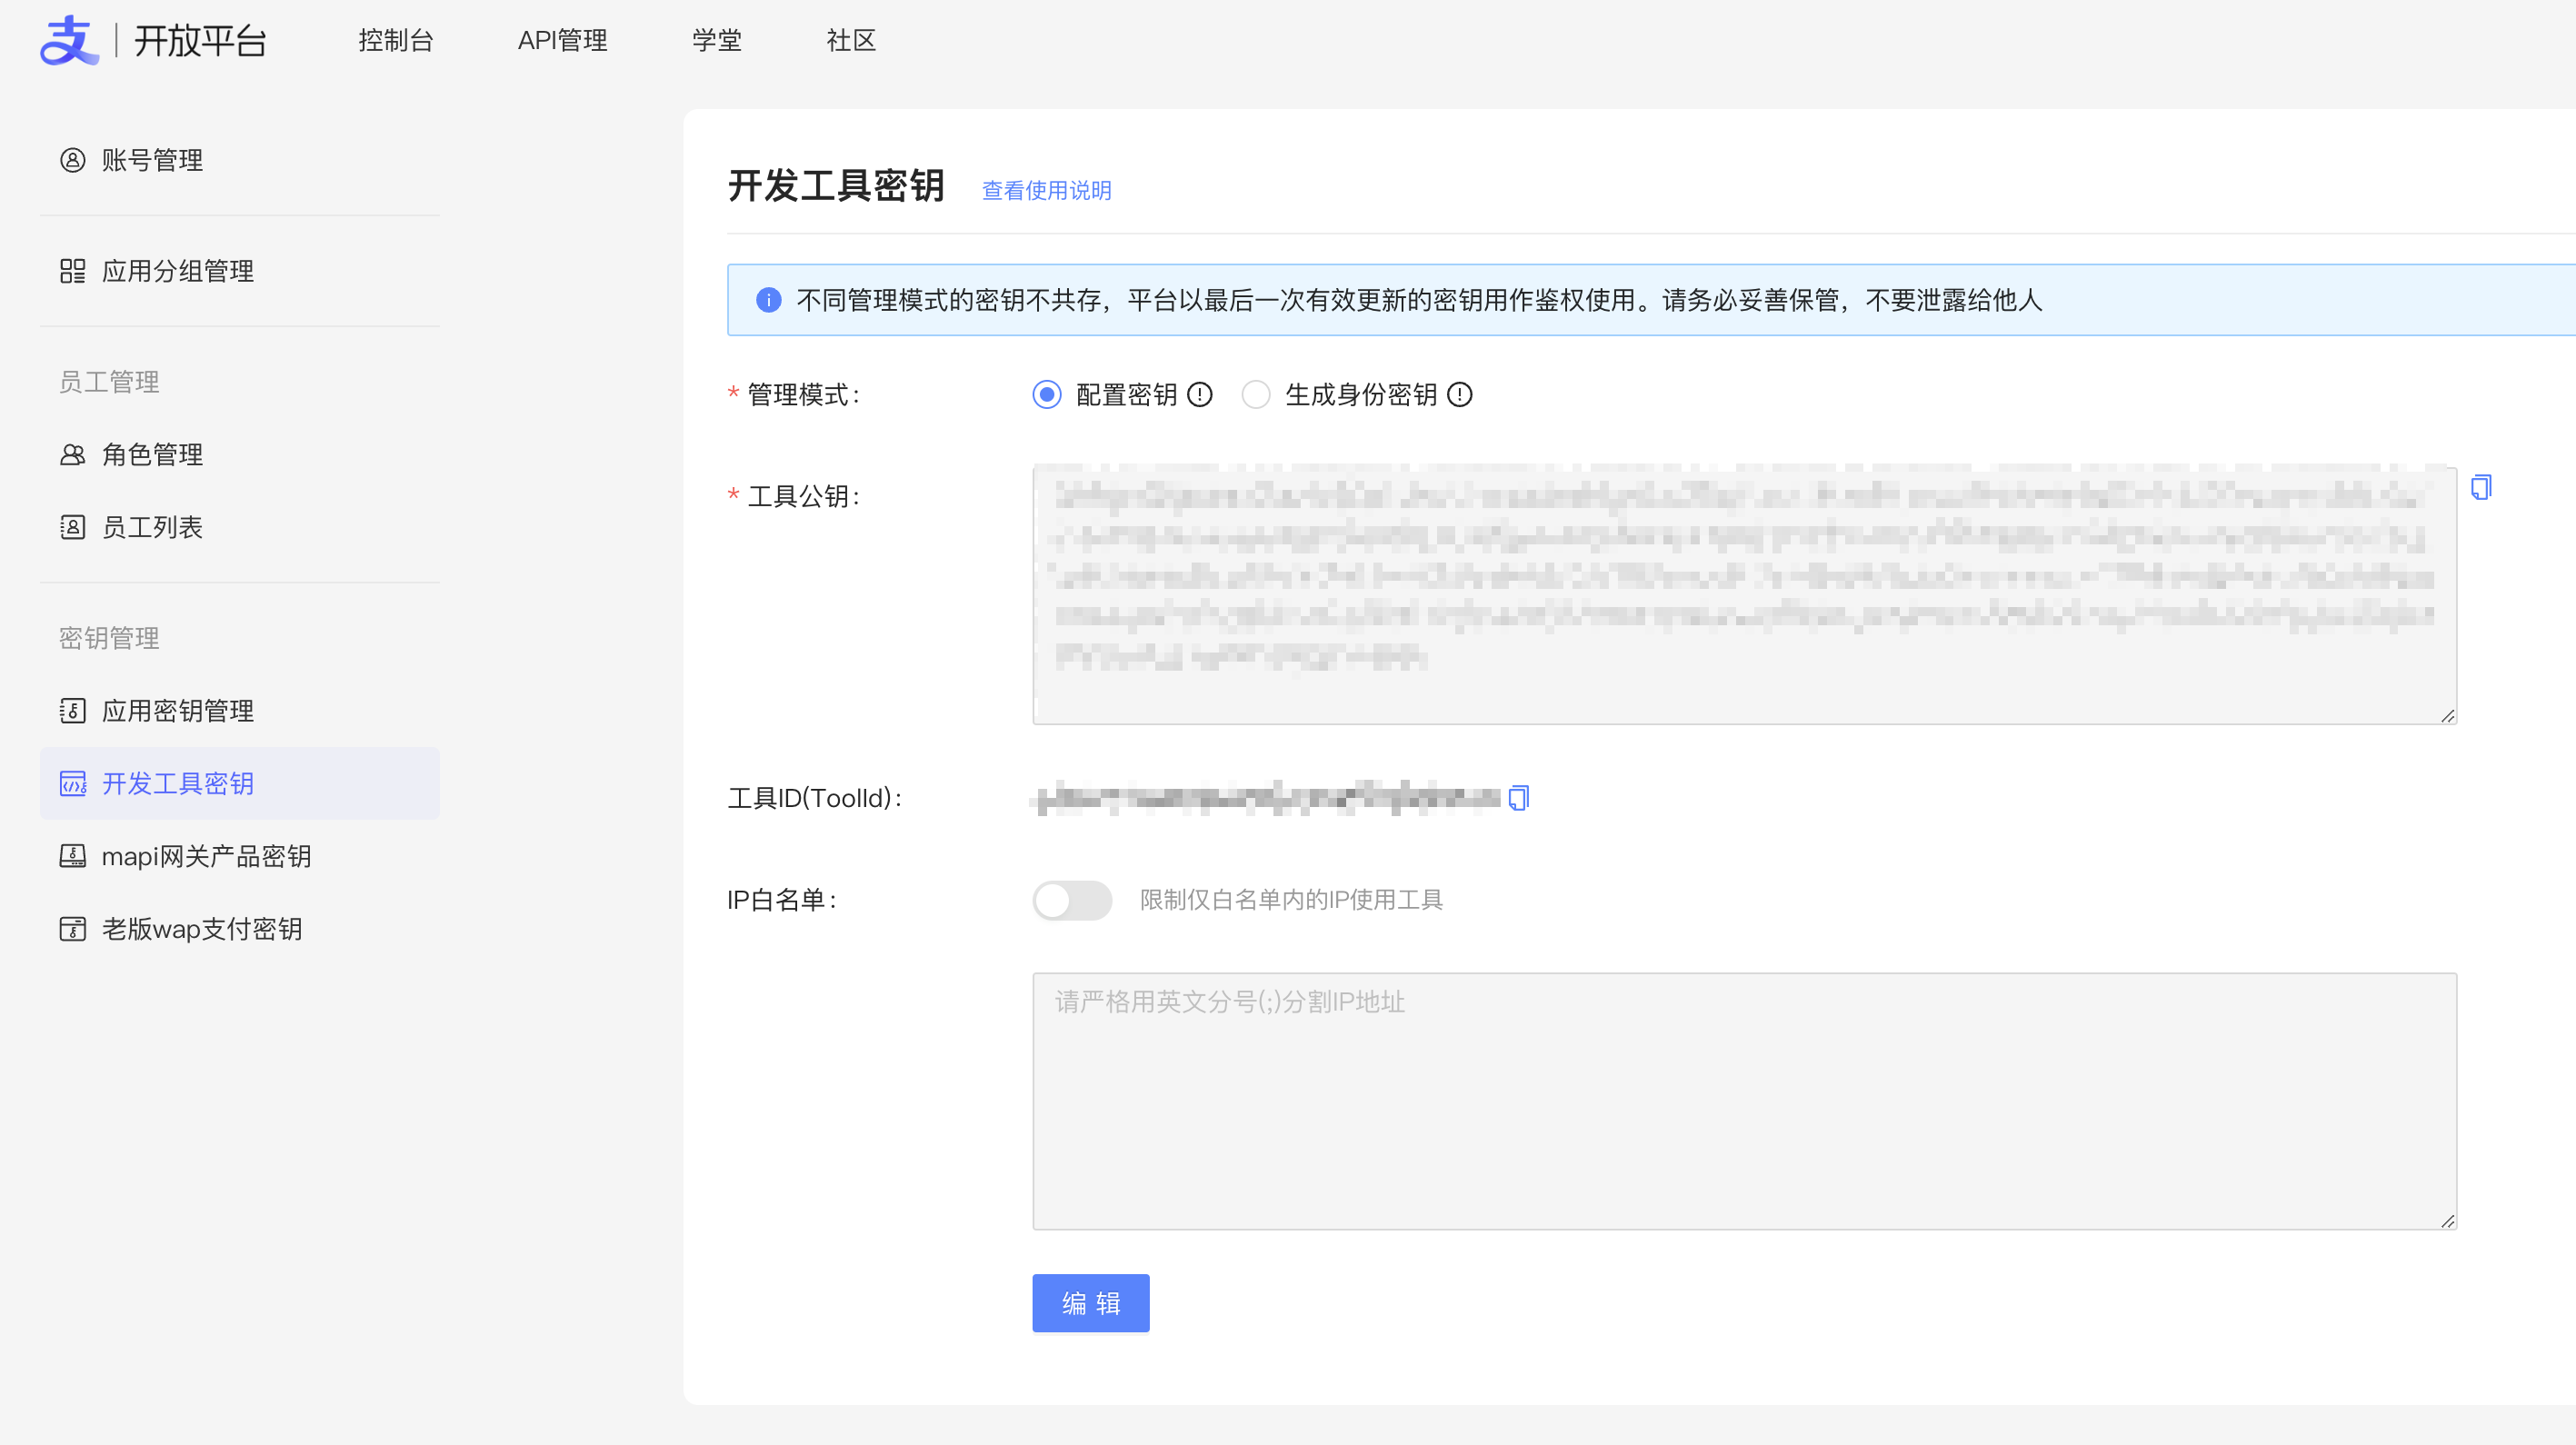 支 开放平台 控制台 API管理 学堂 社区
账号管理
应用分组管理
员工管理
角色管理
员工列表
密钥管理
应用密钥管理
开发工具密钥
mapi网关产品密钥
老版wap支付密钥
开发工具密钥 查看使用说明
不同管理模式的密钥不共存，平台以最后一次有效更新的密钥用作鉴权使用。请务必妥善保管，不要泄露给他人
* 管理模式： 配置密钥 生成身份密钥
* 工具公钥：
工具ID(ToolId)：
IP白名单： 限制仅白名单内的IP使用工具
请严格用英文分号(;)分割IP地址
编 辑